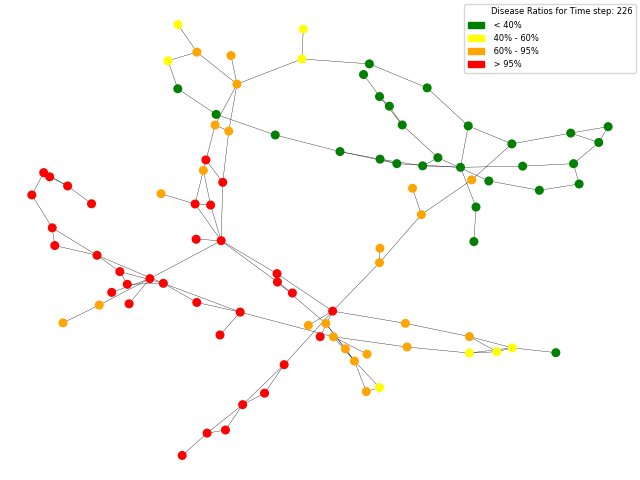 Disease Ratios for Time step: 226
< 40%
40% - 60%
60% - 95%
> 95%